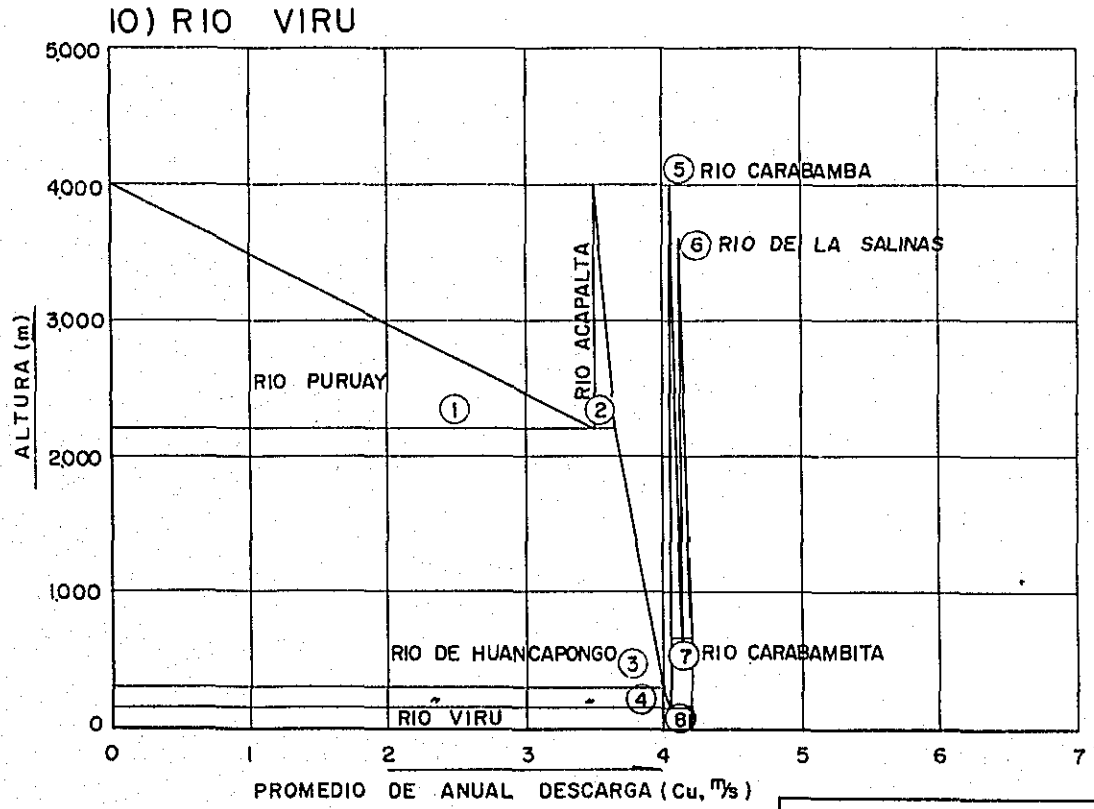 10) RIO VIRU
5,000
4,000
3,000
2,000
1,000
0
ALTURA (m)
⑤ RIO CARABAMBA
⑥ RIO DE LA SALINAS
RIO ACAPALTA
RIO PURUAY
①
②
RIO DE HUANCAPONGO ③
⑦ RIO CARABAMBITA
④
RIO VIRU
⑧
0 1 2 3 4 5 6 7
PROMEDIO DE ANUAL DESCARGA (Cu, m/s)